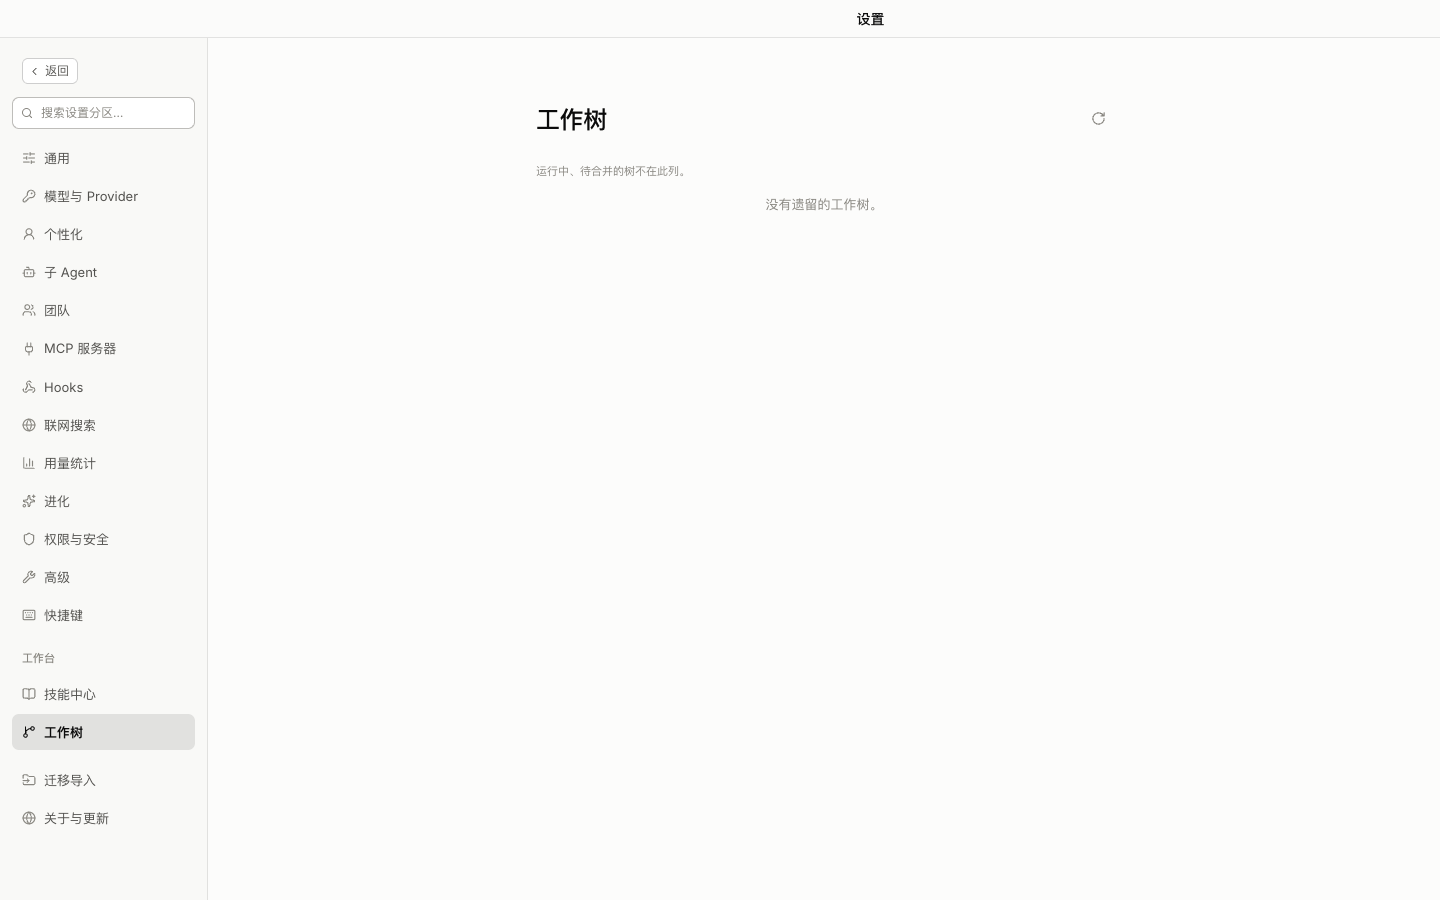 设置
返回
搜索设置分区...
通用
模型与 Provider
个性化
子 Agent
团队
MCP 服务器
Hooks
联网搜索
用量统计
进化
权限与安全
高级
快捷键
工作台
技能中心
工作树
迁移导入
关于与更新
工作树
运行中、待合并的树不在此列。
没有遗留的工作树。